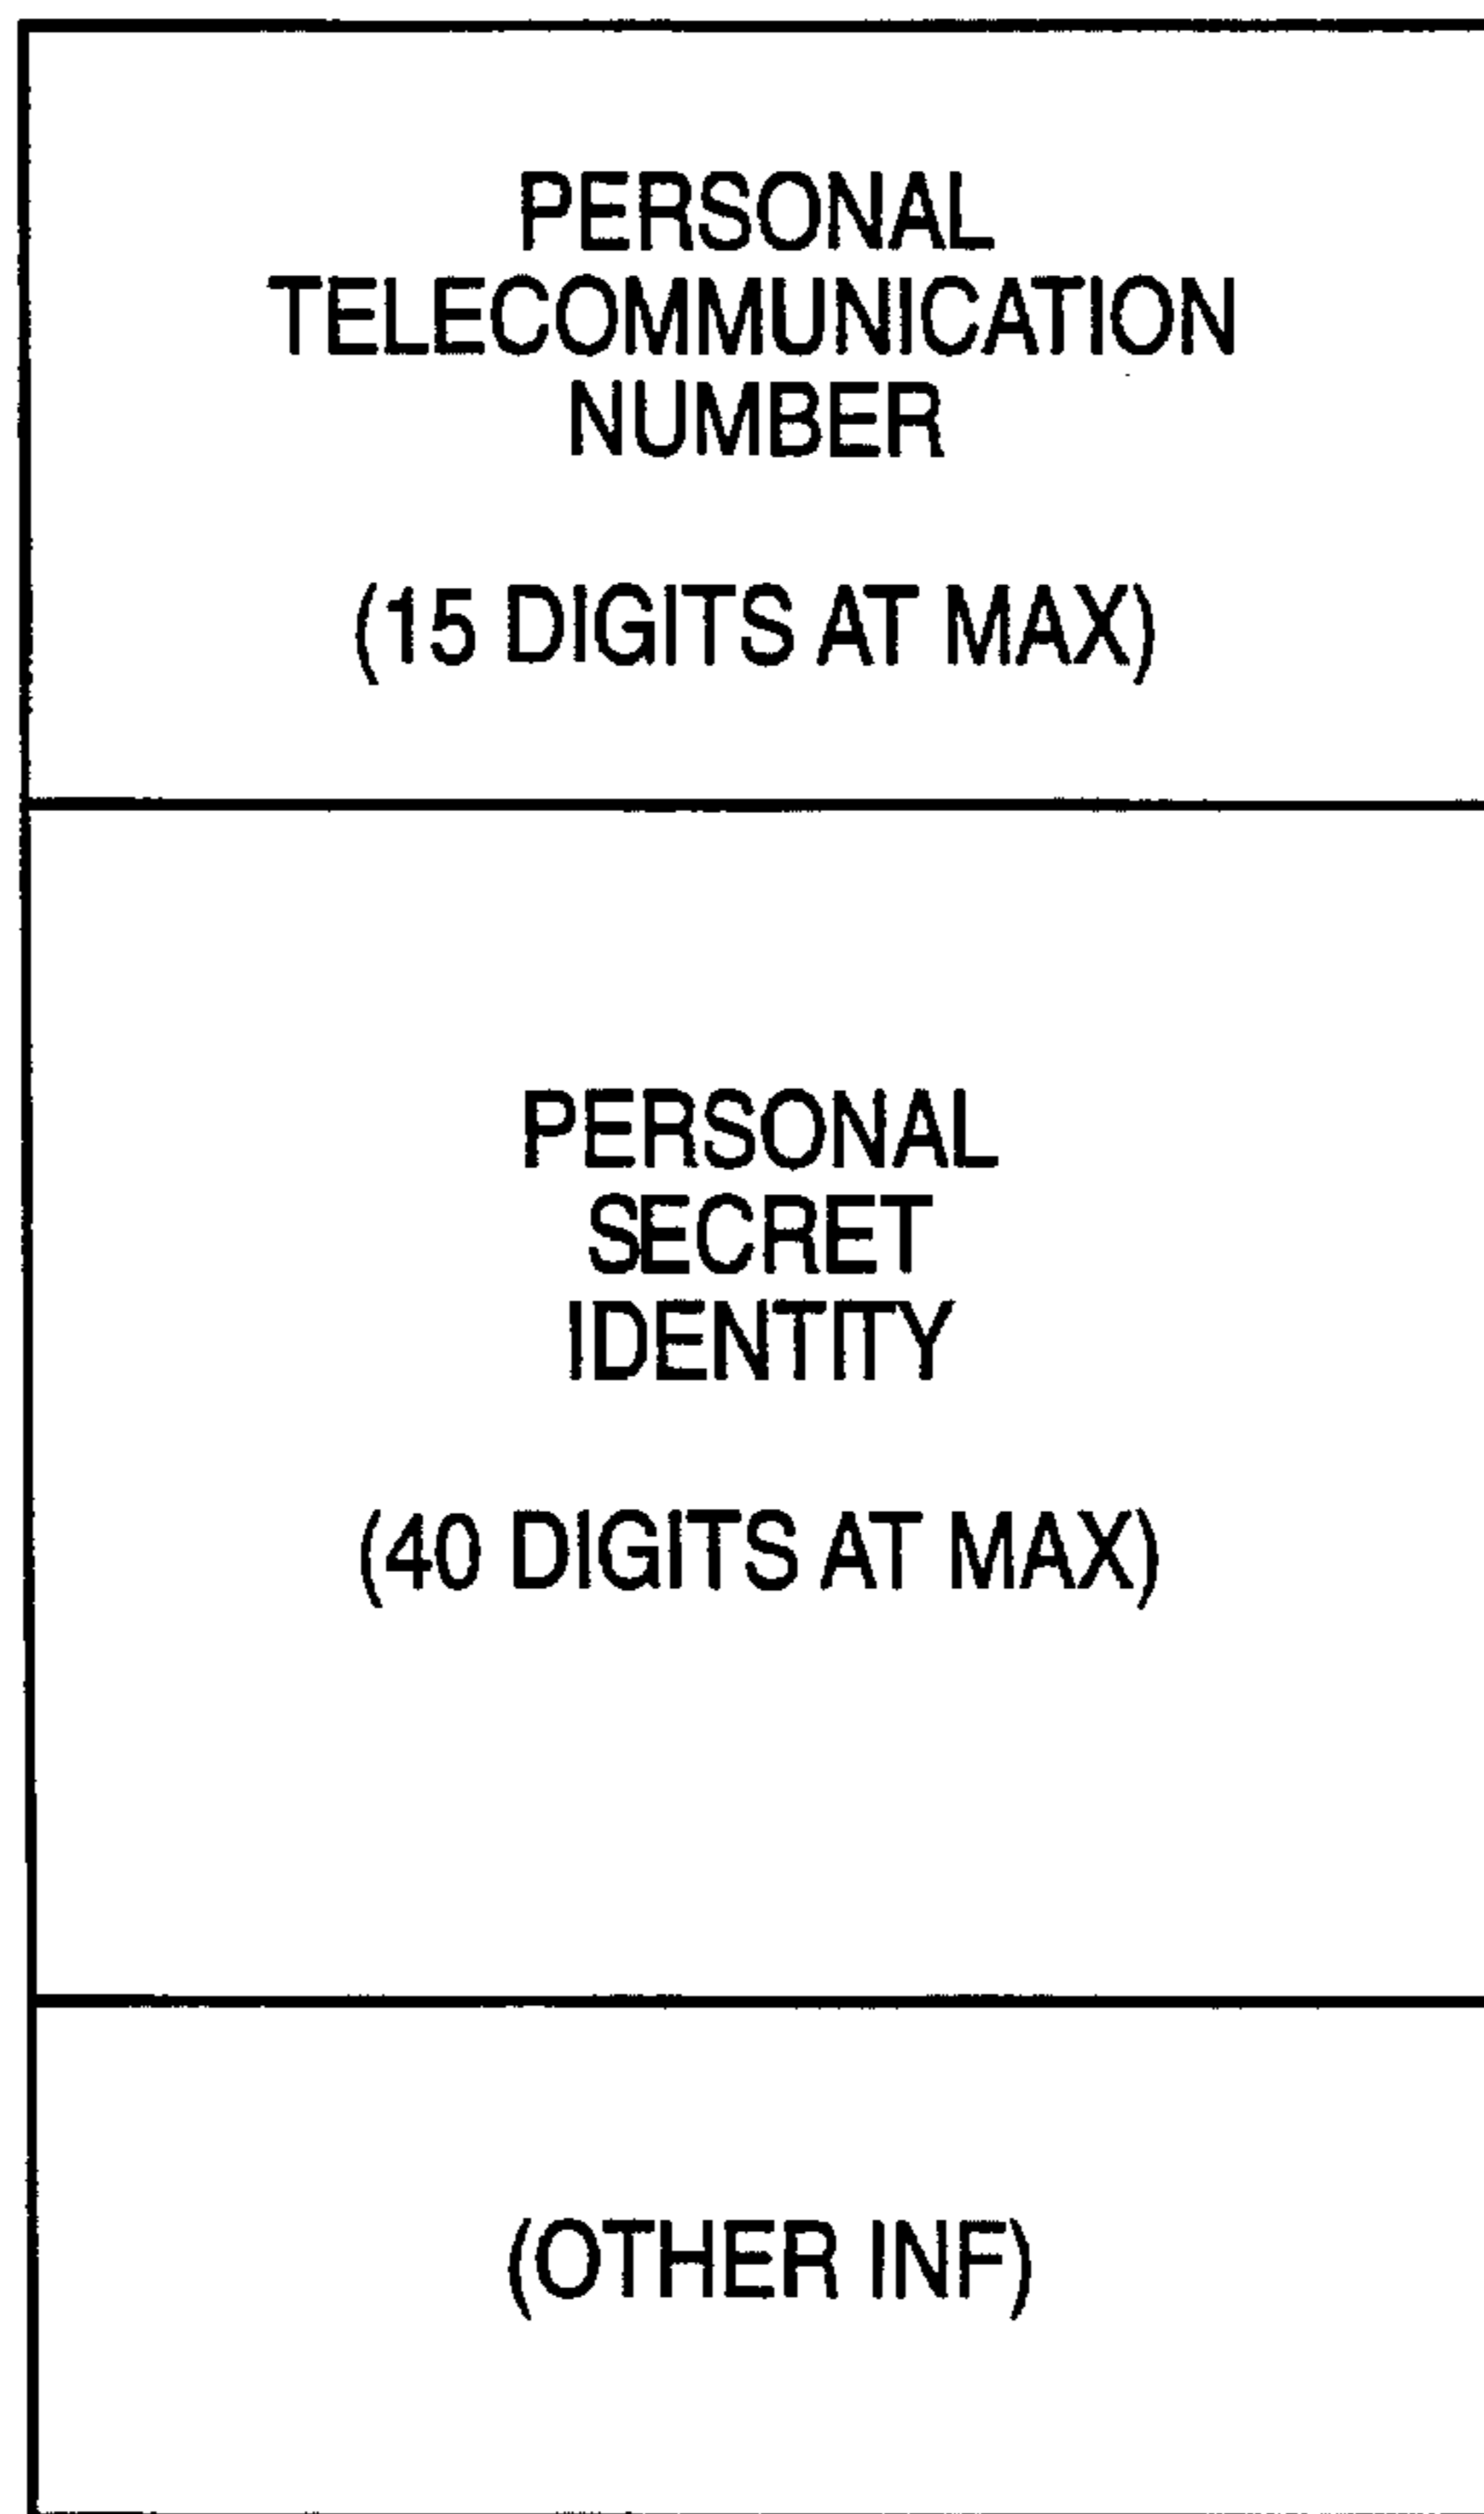 PERSONAL
TELECOMMUNICATION
NUMBER
(15 DIGITS AT MAX)
PERSONAL
SECRET
IDENTITY
(40 DIGITS AT MAX)
(OTHER INF)